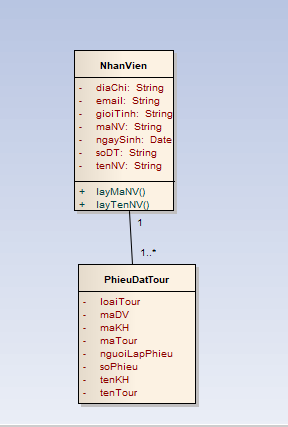 NhanVien
- diaChi: String
- email: String
- gioiTinh: String
- maNV: String
- ngaySinh: Date
- soDT: String
- tenNV: String
+ layMaNV()
+ layTenNV()
1
1..*
PhieuDatTour
- loaiTour
- maDV
- maKH
- maTour
- nguoiLapPhieu
- soPhieu
- tenKH
- tenTour